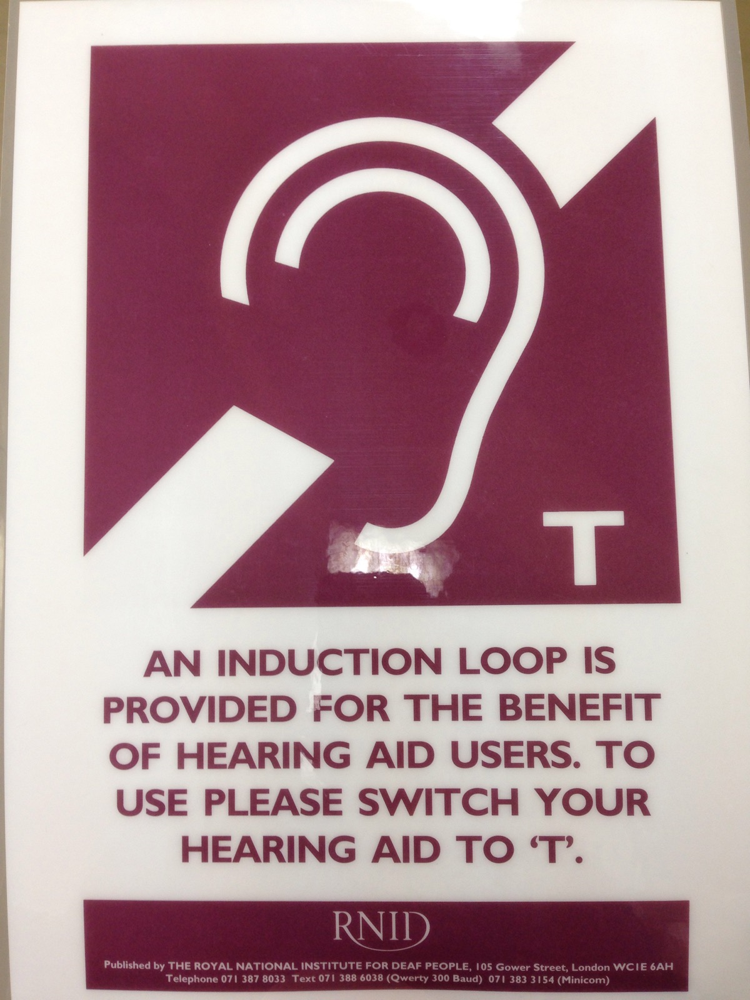 T
AN INDUCTION LOOP IS
PROVIDED FOR THE BENEFIT
OF HEARING AID USERS. TO
USE PLEASE SWITCH YOUR
HEARING AID TO ‘T’.
RNID
Published by THE ROYAL NATIONAL INSTITUTE FOR DEAF PEOPLE, 105 Gower Street, London WC1E 6AH
Telephone 071 387 8033 Text 071 388 6038 (Qwerty 300 Baud) 071 383 3154 (Minicom)